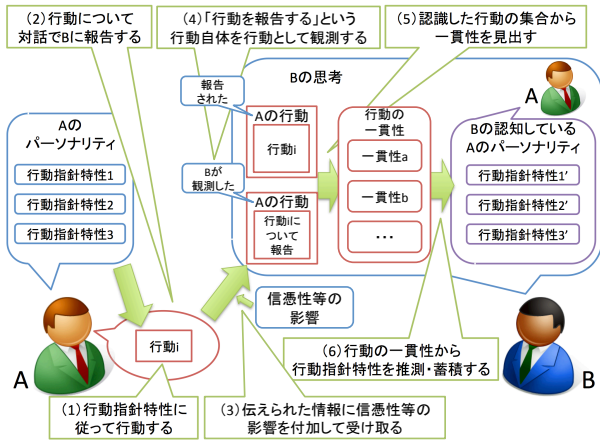 （2）行動について
対話でBに報告する
（4）「行動を報告する」という
行動自体を行動として観測する
（5）認識した行動の集合から
一貫性を見出す
Aの
パーソナリティ
行動指針特性1
行動指針特性2
行動指針特性3
Bの思考
報告
された
Aの行動
行動i
Bが
観測した
Aの行動
行動iに
ついて
報告
行動の
一貫性
一貫性a
一貫性b
・・・
A
Bの認知している
Aのパーソナリティ
行動指針特性1’
行動指針特性2’
行動指針特性3’
信憑性等の
影響
A
行動i
B
（1）行動指針特性に
従って行動する
（3）伝えられた情報に信憑性等の
影響を付加して受け取る
（6）行動の一貫性から
行動指針特性を推測・蓄積する